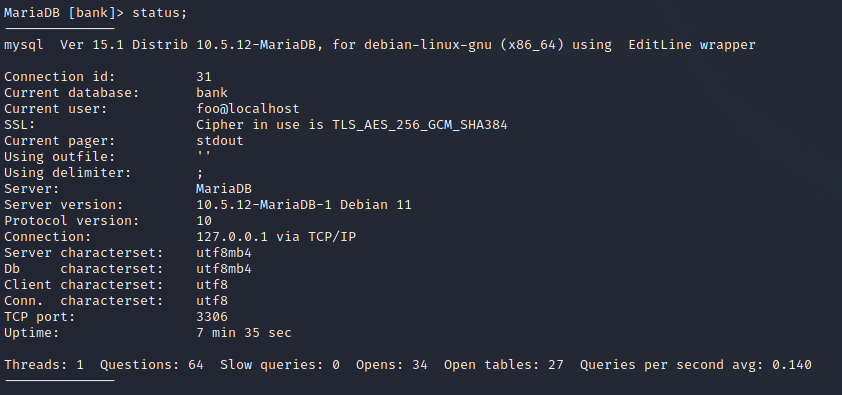 MariaDB [bank]> status;
--------------
mysql  Ver 15.1 Distrib 10.5.12-MariaDB, for debian-linux-gnu (x86_64) using  EditLine wrapper

Connection id:          31
Current database:       bank
Current user:           foo@localhost
SSL:                    Cipher in use is TLS_AES_256_GCM_SHA384
Current pager:          stdout
Using outfile:          ''
Using delimiter:        ;
Server:                 MariaDB
Server version:         10.5.12-MariaDB-1 Debian 11
Protocol version:       10
Connection:             127.0.0.1 via TCP/IP
Server characterset:    utf8mb4
Db     characterset:    utf8mb4
Client characterset:    utf8
Conn.  characterset:    utf8
TCP port:               3306
Uptime:                 7 min 35 sec

Threads: 1  Questions: 64  Slow queries: 0  Opens: 34  Open tables: 27  Queries per second avg: 0.140
--------------